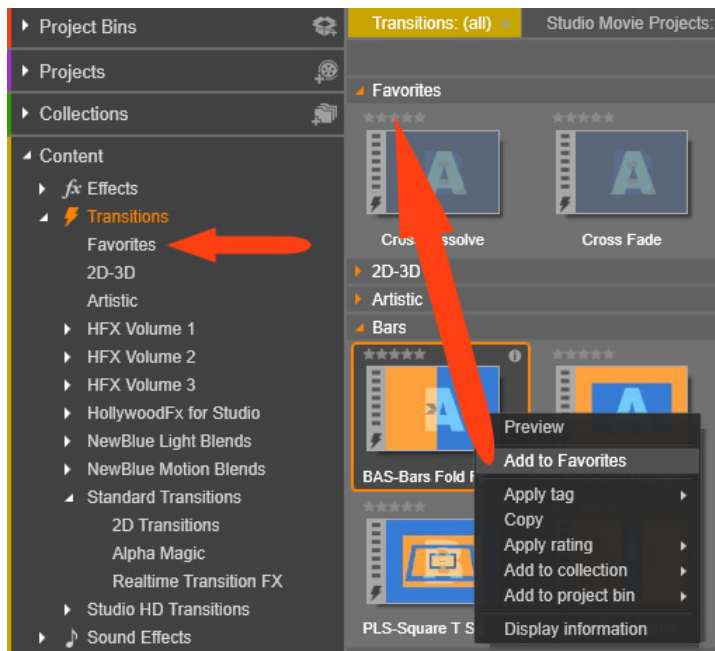 Project Bins
Projects
Collections
Content
fx Effects
Transitions
Favorites
2D-3D
Artistic
HFX Volume 1
HFX Volume 2
HFX Volume 3
HollywoodFx for Studio
NewBlue Light Blends
NewBlue Motion Blends
Standard Transitions
2D Transitions
Alpha Magic
Realtime Transition FX
Studio HD Transitions
Sound Effects
Transitions: (all) × Studio Movie Projects:
Favorites
A A
Cross Cross Fade
2D-3D
Artistic
Bars
A A
BAS-Bars Fold
PLS-Square T
Preview
Add to Favorites
Apply tag
Copy
Apply rating
Add to collection
Add to project bin
Display information